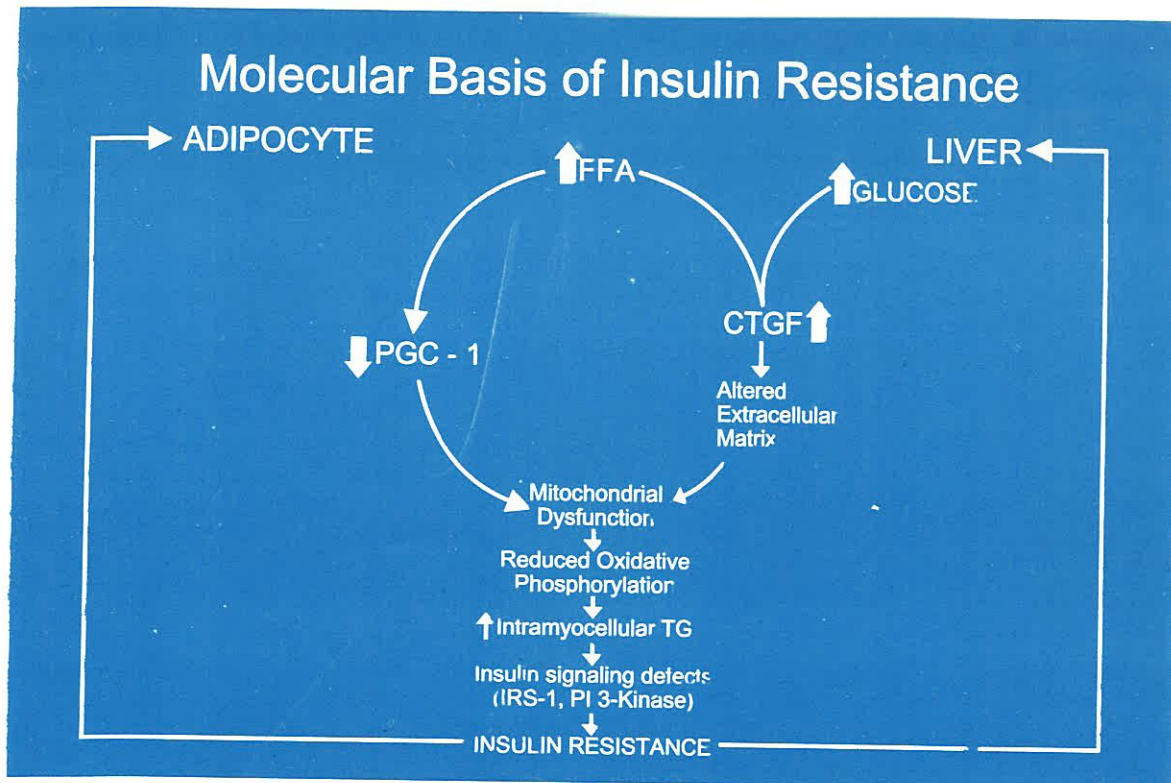 Molecular Basis of Insulin Resistance
ADIPOCYTE
FFA
LIVER
GLUCOSE
PGC - 1
CTGF
Altered
Extracellular
Matrix
Mitochondrial
Dysfunction
Reduced Oxidative
Phosphorylation
Intramyocellular TG
Insulin signaling defects
(IRS-1, PI 3-Kinase)
INSULIN RESISTANCE